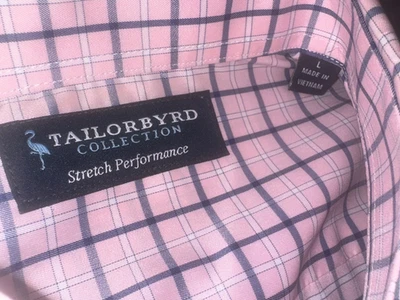 TAILORBYRD
COLLECTION
Stretch Performance
L
MADE IN
VIETNAM